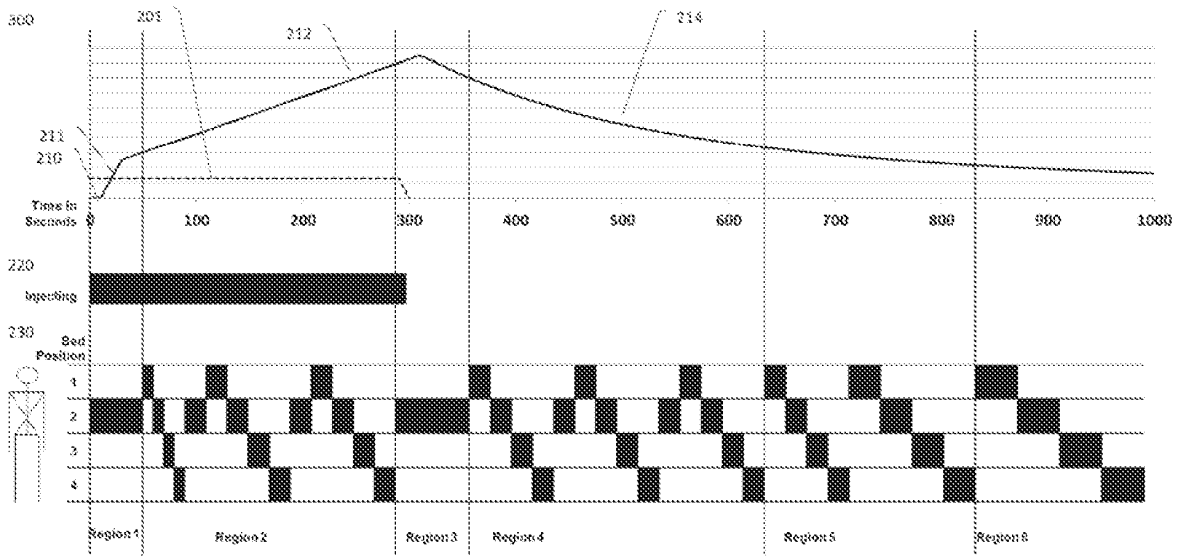 300
201
212
214
211
210
Time in
Seconds
0 100 200 300 400 500 600 700 800 900 1000
220
Injecting
230
Bed
Position
1
2
3
4
Region 1 Region 2 Region 3 Region 4 Region 5 Region 6